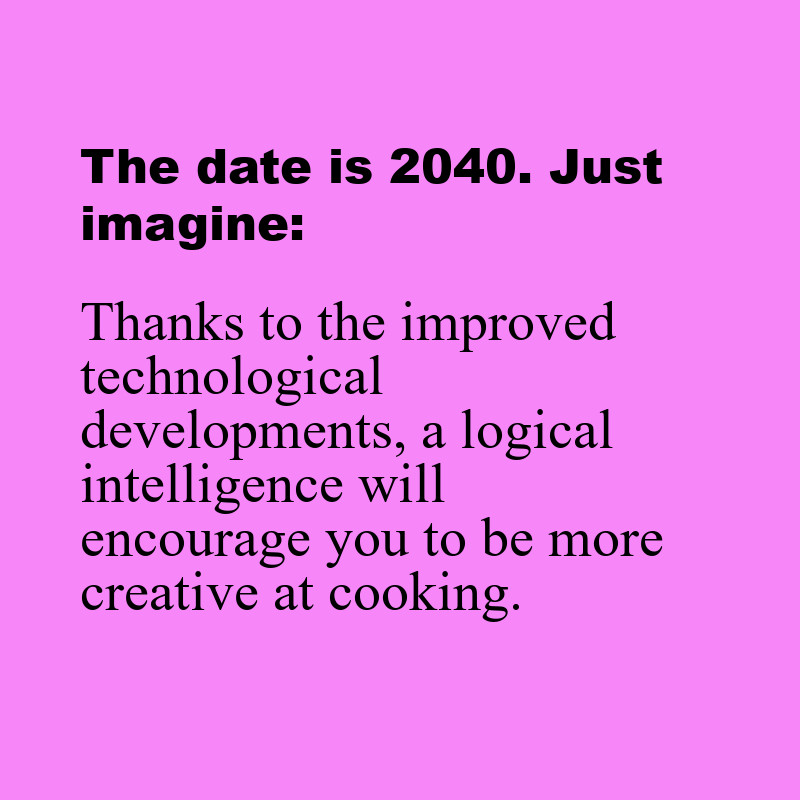 The date is 2040. Just
imagine:
Thanks to the improved
technological
developments, a logical
intelligence will
encourage you to be more
creative at cooking.